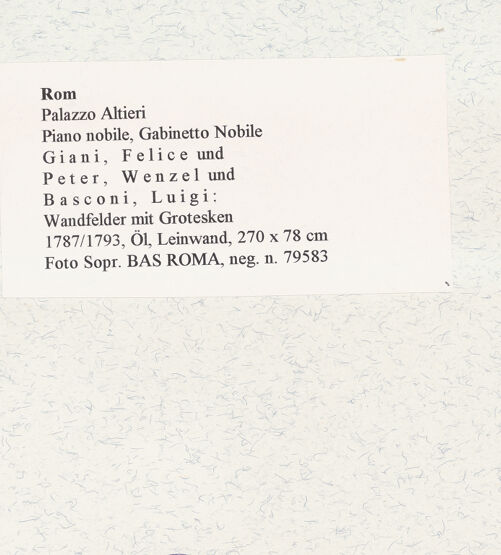 Rom
Palazzo Altieri
Piano nobile, Gabinetto Nobile
Giani, Felice und
Peter, Wenzel und
Basconi, Luigi:
Wandfelder mit Grotesken
1787/1793, Öl, Leinwand, 270 x 78 cm
Foto Sopr. BAS ROMA, neg. n. 79583